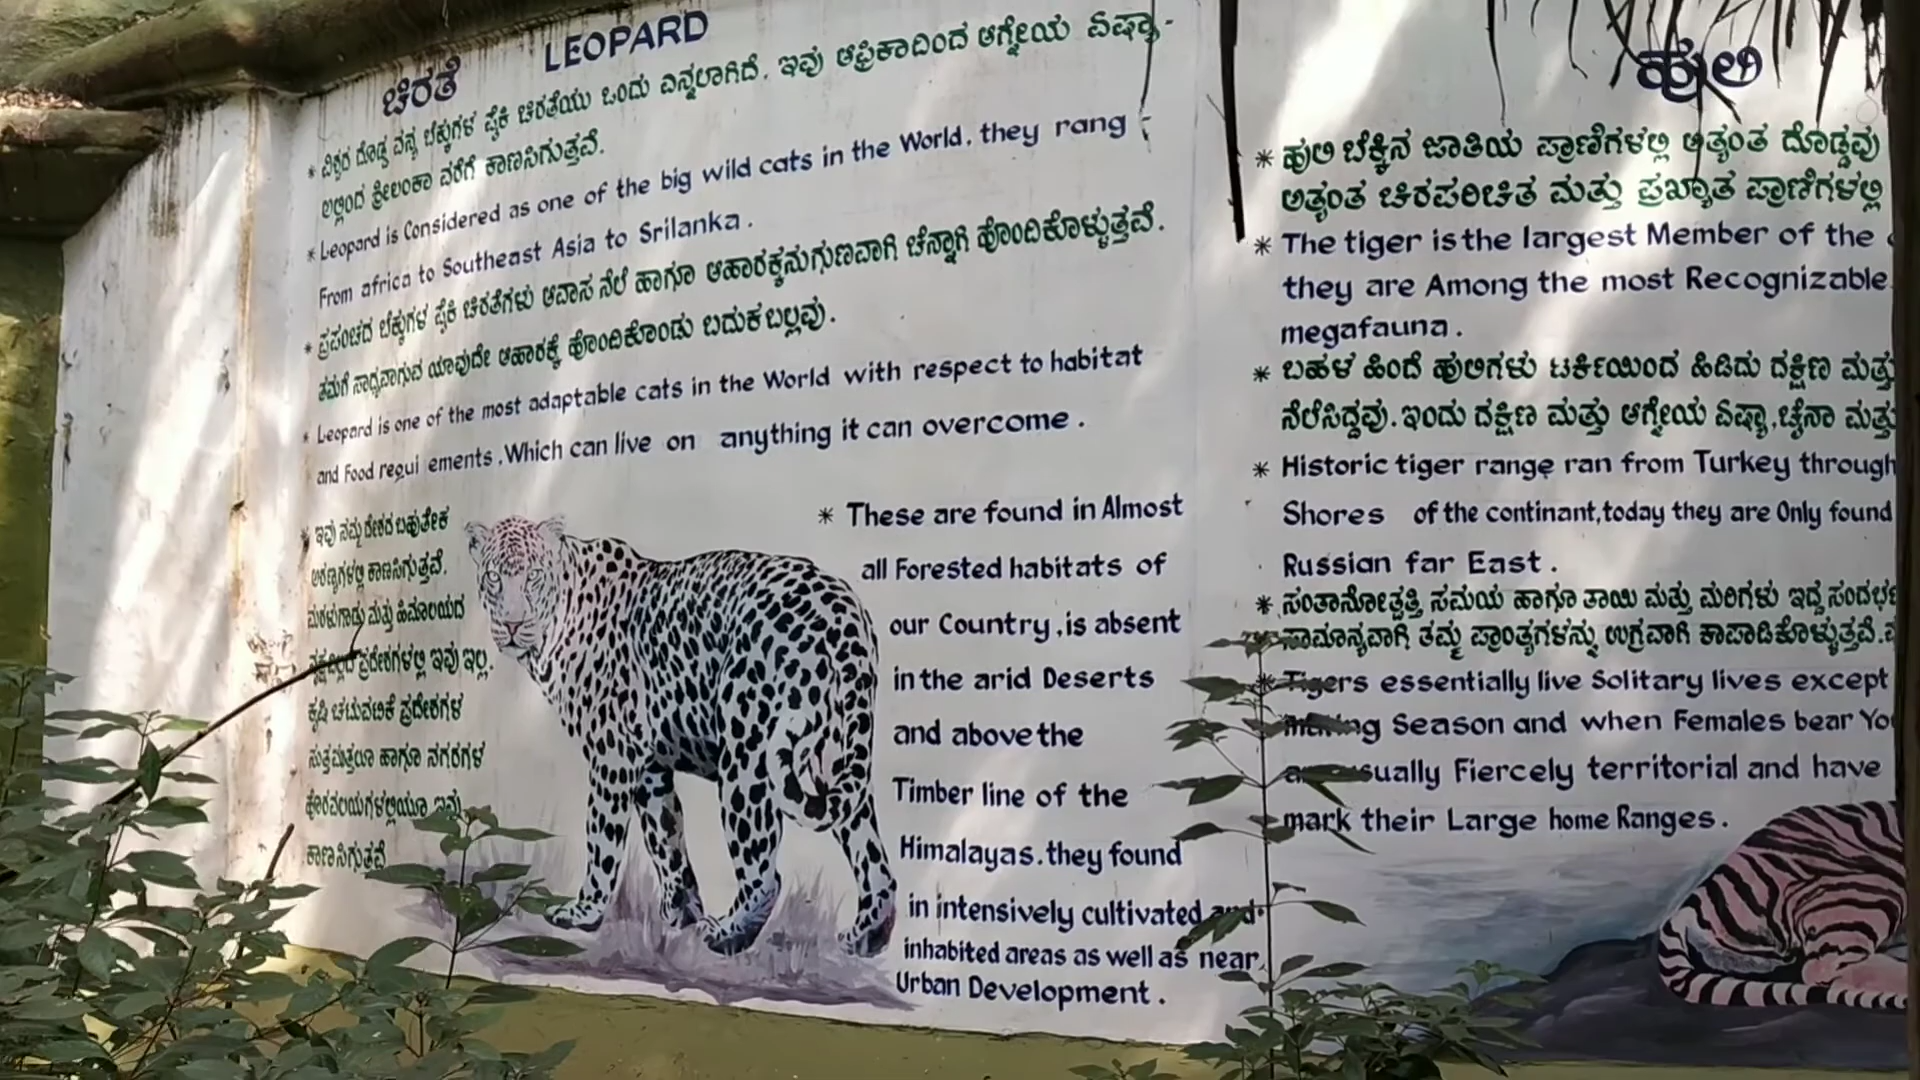 ಚಿರತೆ LEOPARD
* ವಿಶ್ವದ ದೊಡ್ಡ ವನ್ಯ ಬೆಕ್ಕುಗಳ ಪೈಕಿ ಚಿರತೆಯು ಒಂದು ಎನ್ನಲಾಗಿದೆ. ಇವು ಆಫ್ರಿಕಾದಿಂದ ಆಗ್ನೇಯ ಏಷ್ಯಾ-
ಅಲ್ಲಿಂದ ಶ್ರೀಲಂಕಾ ವರೆಗೆ ಕಾಣಸಿಗುತ್ತವೆ.
* Leopard is Considered as one of the big wild cats in the World. they rang
From africa to Southeast Asia to Srilanka.
* ಪ್ರಪಂಚದ ಬೆಕ್ಕುಗಳ ಪೈಕಿ ಚಿರತೆಗಳು ಆವಾಸ ನೆಲೆ ಹಾಗೂ ಆಹಾರಕ್ಕನುಗುಣವಾಗಿ ಚೆನ್ನಾಗಿ ಹೊಂದಿಕೊಳ್ಳುತ್ತವೆ.
ತಮಗೆ ಸಾಧ್ಯವಾಗುವ ಯಾವುದೇ ಆಹಾರಕ್ಕೆ ಹೊಂದಿಕೊಂಡು ಬದುಕಬಲ್ಲವು.
* Leopard is one of the most adaptable cats in the World with respect to habitat
and Food requi ements. Which can live on anything it can overcome.
* ಇವು ನಮ್ಮ ದೇಶದ ಬಹುತೇಕ
ಅರಣ್ಯಗಳಲ್ಲಿ ಕಾಣಸಿಗುತ್ತವೆ.
ಮರಳುಗಾಡು ಮತ್ತು ಹಿಮಾಲಯದ
ಪ್ರದೇಶಗಳಲ್ಲಿ ಇವು ಇಲ್ಲ.
ಕೃಷಿ ಚಟುವಟಿಕೆ ಪ್ರದೇಶಗಳ
ಸುತ್ತಮುತ್ತಲೂ ಹಾಗೂ ನಗರಗಳ
ಹೊರವಲಯಗಳಲ್ಲಿಯೂ ಇವು
ಕಾಣಸಿಗುತ್ತವೆ
* These are found in Almost
all Forested habitats of
our Country, is absent
in the arid Deserts
and above the
Timber line of the
Himalayas. they found
in intensively cultivated and
inhabited areas as well as near
Urban Development.
ಹುಲಿ
* ಹುಲಿ ಬೆಕ್ಕಿನ ಜಾತಿಯ ಪ್ರಾಣಿಗಳಲ್ಲಿ ಅತ್ಯಂತ ದೊಡ್ಡವು
ಅತ್ಯಂತ ಚಿರಪರಿಚಿತ ಮತ್ತು ಪ್ರಖ್ಯಾತ ಪ್ರಾಣಿಗಳಲ್ಲಿ
* The tiger is the largest Member of the
they are Among the most Recognizable
megafauna.
* ಬಹಳ ಹಿಂದೆ ಹುಲಿಗಳು ಟರ್ಕಿಯಿಂದ ಹಿಡಿದು ದಕ್ಷಿಣ ಮತ್ತು
ನೆಲೆಸಿದ್ದವು. ಇಂದು ದಕ್ಷಿಣ ಮತ್ತು ಆಗ್ನೇಯ ಏಷ್ಯಾ, ಚೈನಾ ಮತ್ತು
* Historic tiger range ran from Turkey through
Shores of the continant, today they are Only found
Russian far East.
* ಸಂತಾನೋತ್ಪತ್ತಿ ಸಮಯ ಹಾಗೂ ತಾಯಿ ಮತ್ತು ಮರಿಗಳು ಇದ್ದ
ಸಾಮಾನ್ಯವಾಗಿ ತಮ್ಮ ಪ್ರಾಂತ್ಯಗಳನ್ನು ಉಗ್ರವಾಗಿ ಕಾಪಾಡಿಕೊಳ್ಳುತ್ತವೆ.
* Tigers essentially live Solitary lives except
mating Season and when Females bear
usually Fiercely territorial and have
mark their Large home Ranges.